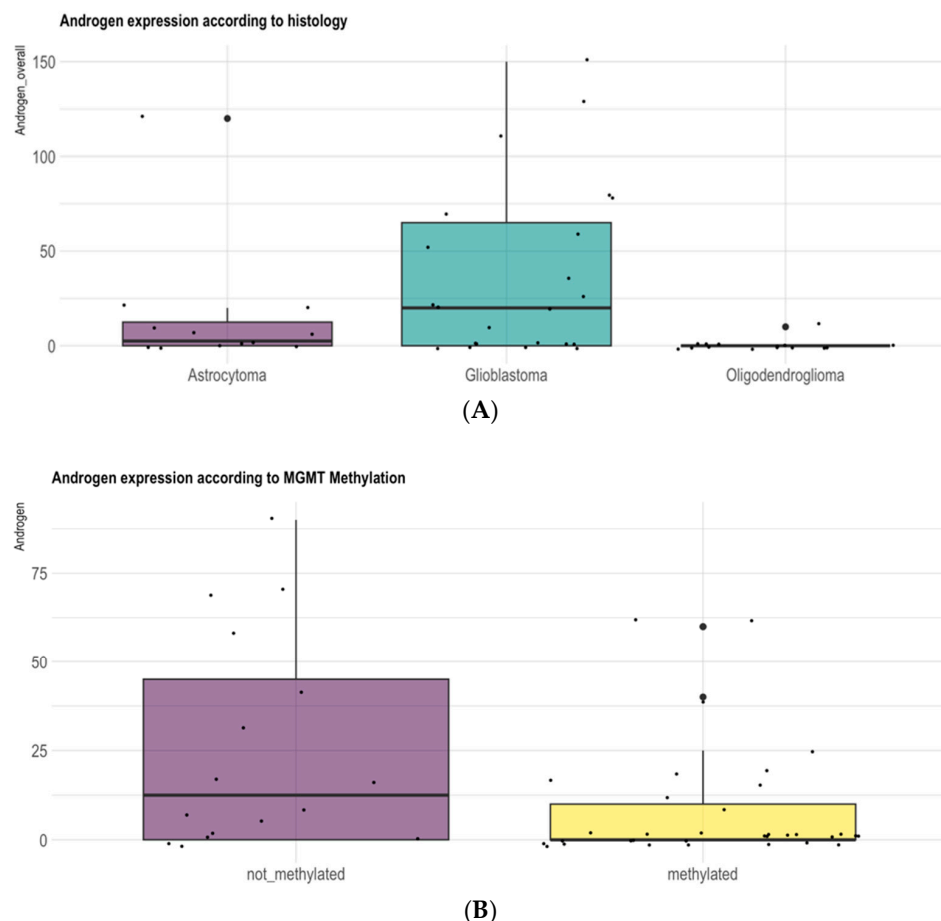 Androgen expression according to histology
Androgen_overall
150
100
50
0
Astrocytoma
Glioblastoma
Oligodendroglioma
(A)
Androgen expression according to MGMT Methylation
Androgen
75
50
25
0
not_methylated
methylated
(B)